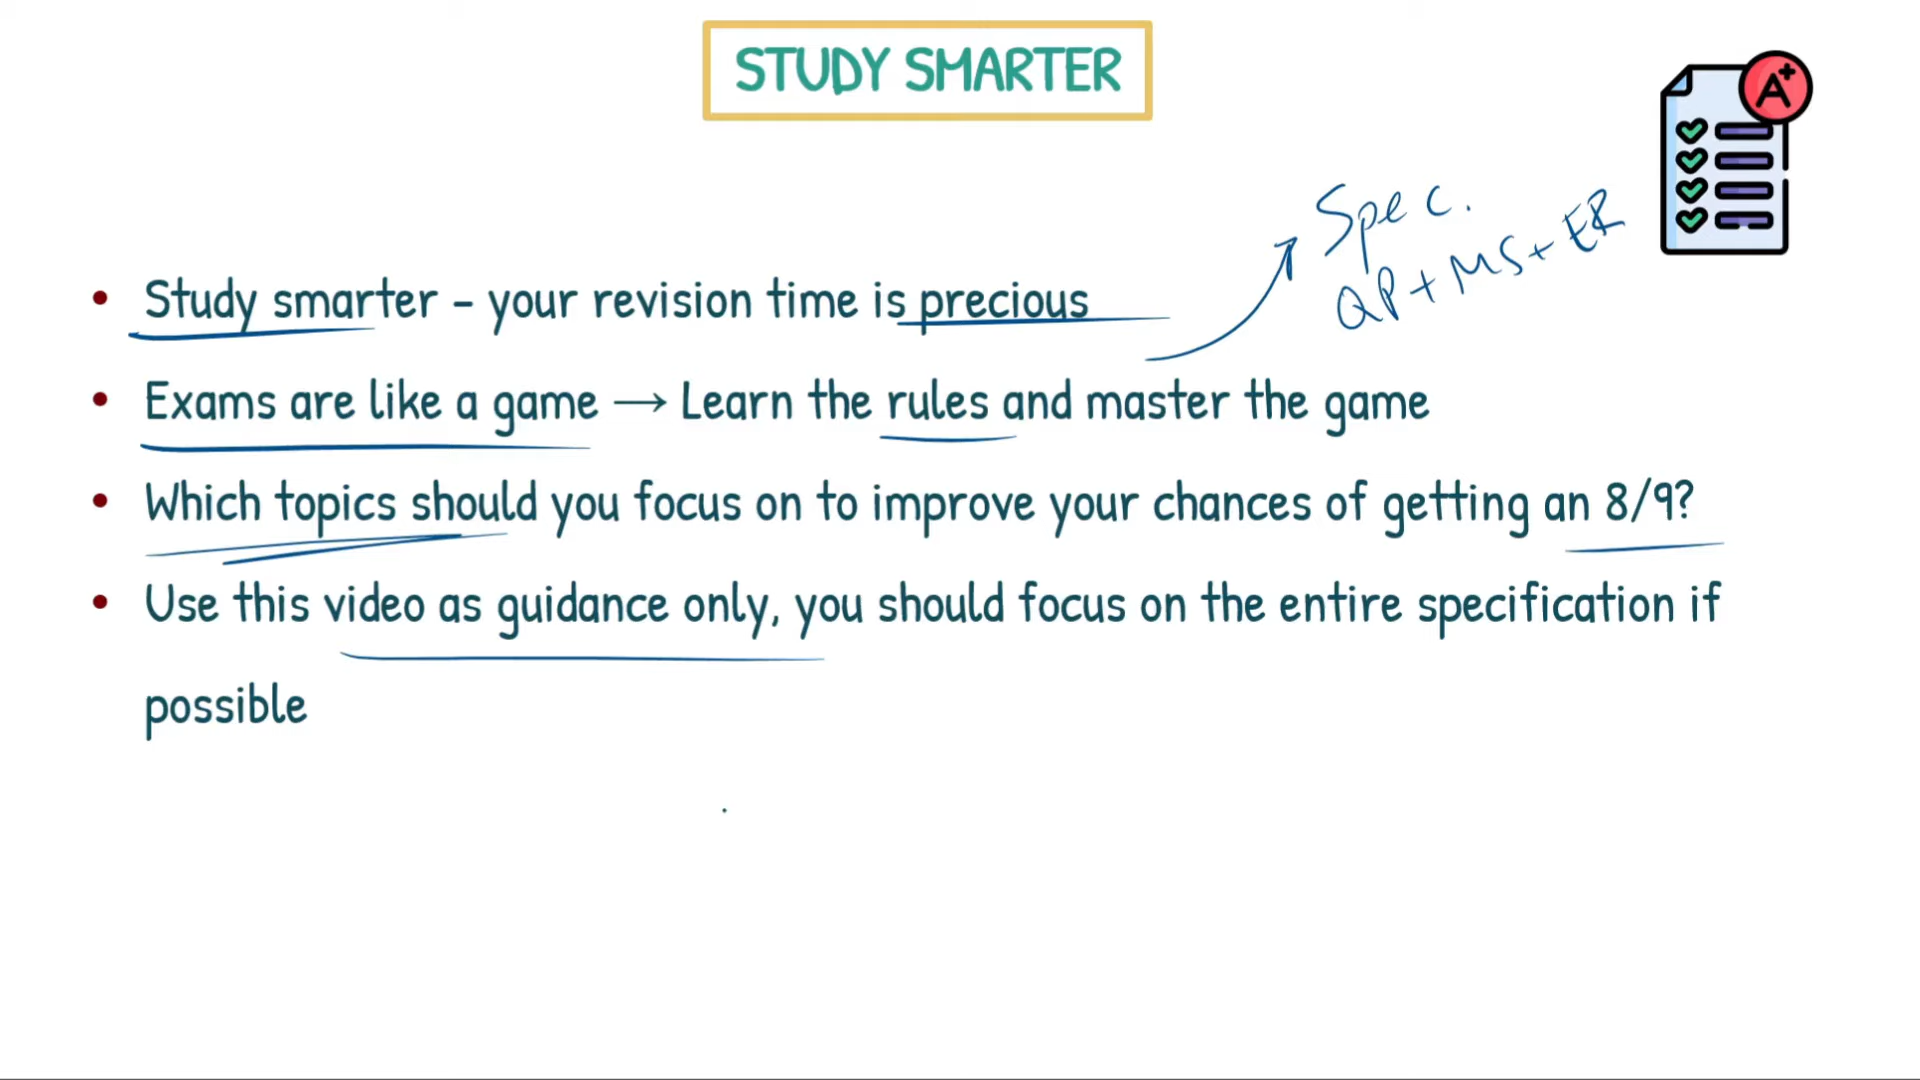 STUDY SMARTER
A+
Spec.
QP + MS + ER
• Study smarter – your revision time is precious
• Exams are like a game → Learn the rules and master the game
• Which topics should you focus on to improve your chances of getting an 8/9?
• Use this video as guidance only, you should focus on the entire specification if
possible